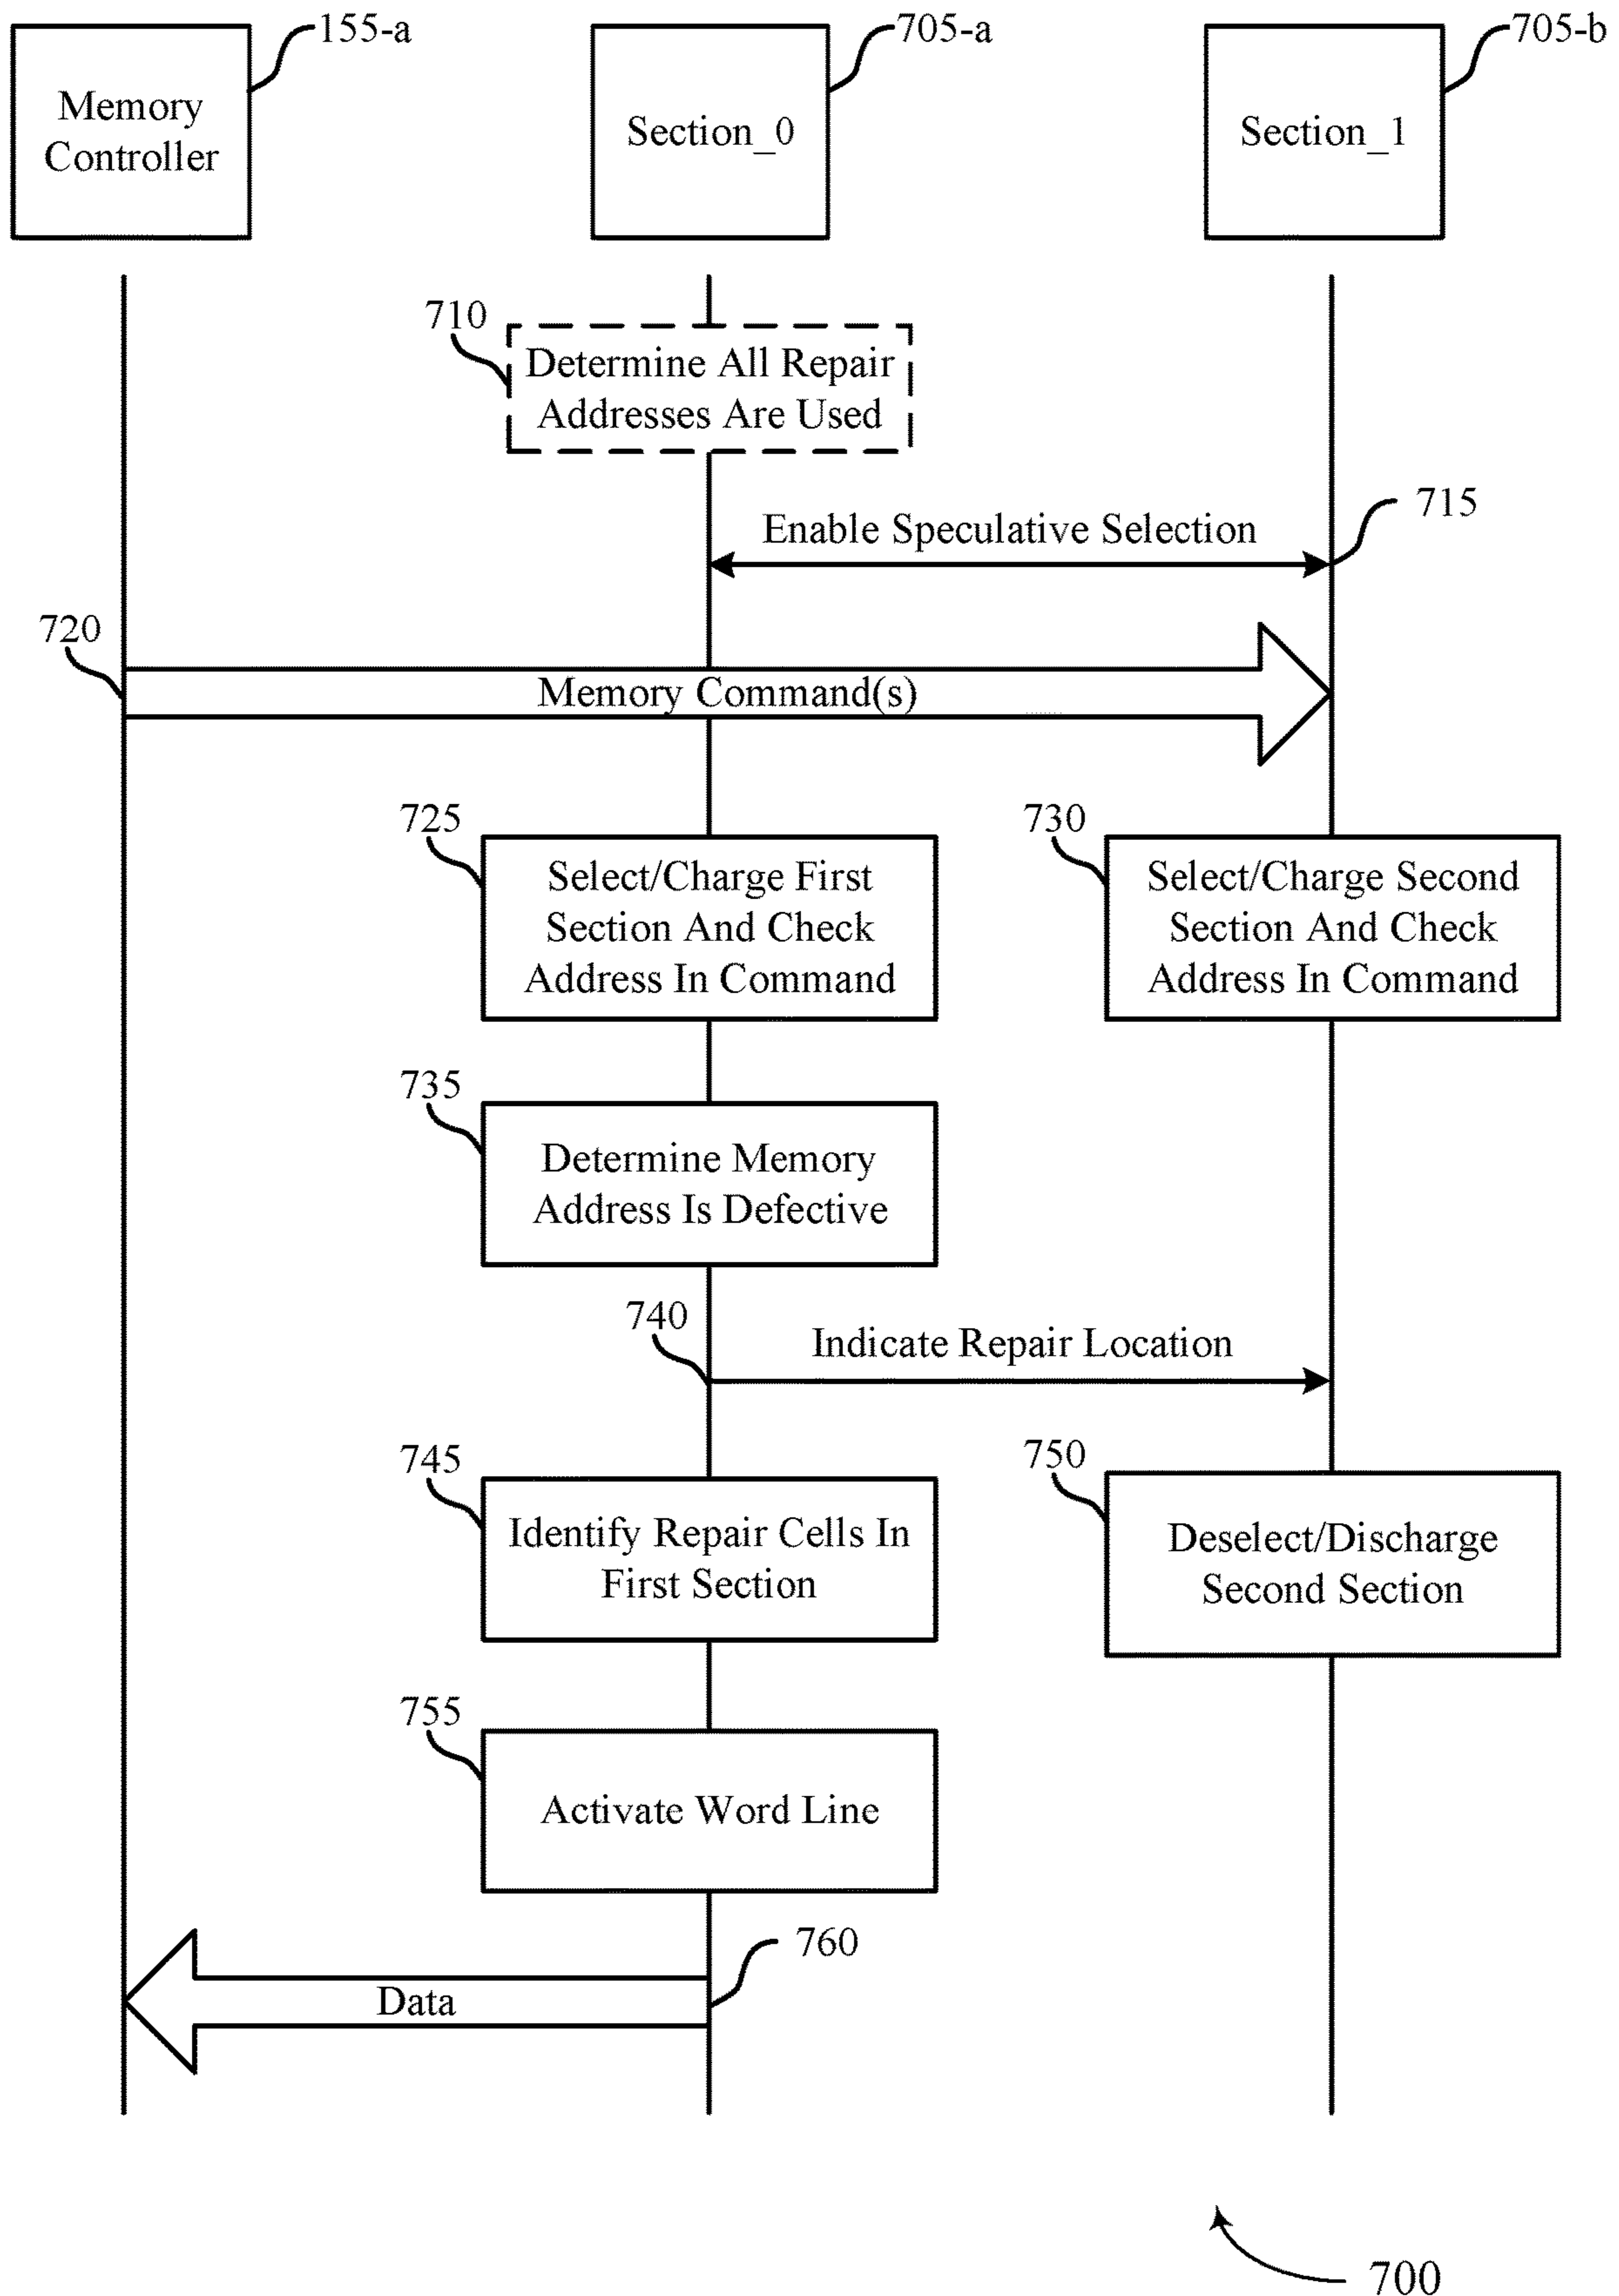 155-a
705-a
705-b
Memory
Controller
Section_0
Section_1
710
Determine All Repair
Addresses Are Used
715
Enable Speculative Selection
720
Memory Command(s)
725
Select/Charge First
Section And Check
Address In Command
730
Select/Charge Second
Section And Check
Address In Command
735
Determine Memory
Address Is Defective
740
Indicate Repair Location
745
Identify Repair Cells In
First Section
750
Deselect/Discharge
Second Section
755
Activate Word Line
760
Data
700